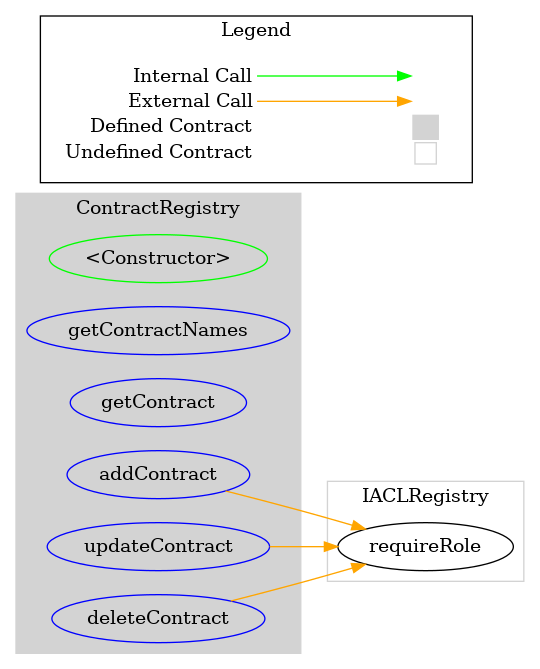 Legend
Internal Call
External Call
Defined Contract
Undefined Contract
ContractRegistry
<Constructor>
getContractNames
getContract
addContract
updateContract
deleteContract
IACLRegistry
requireRole